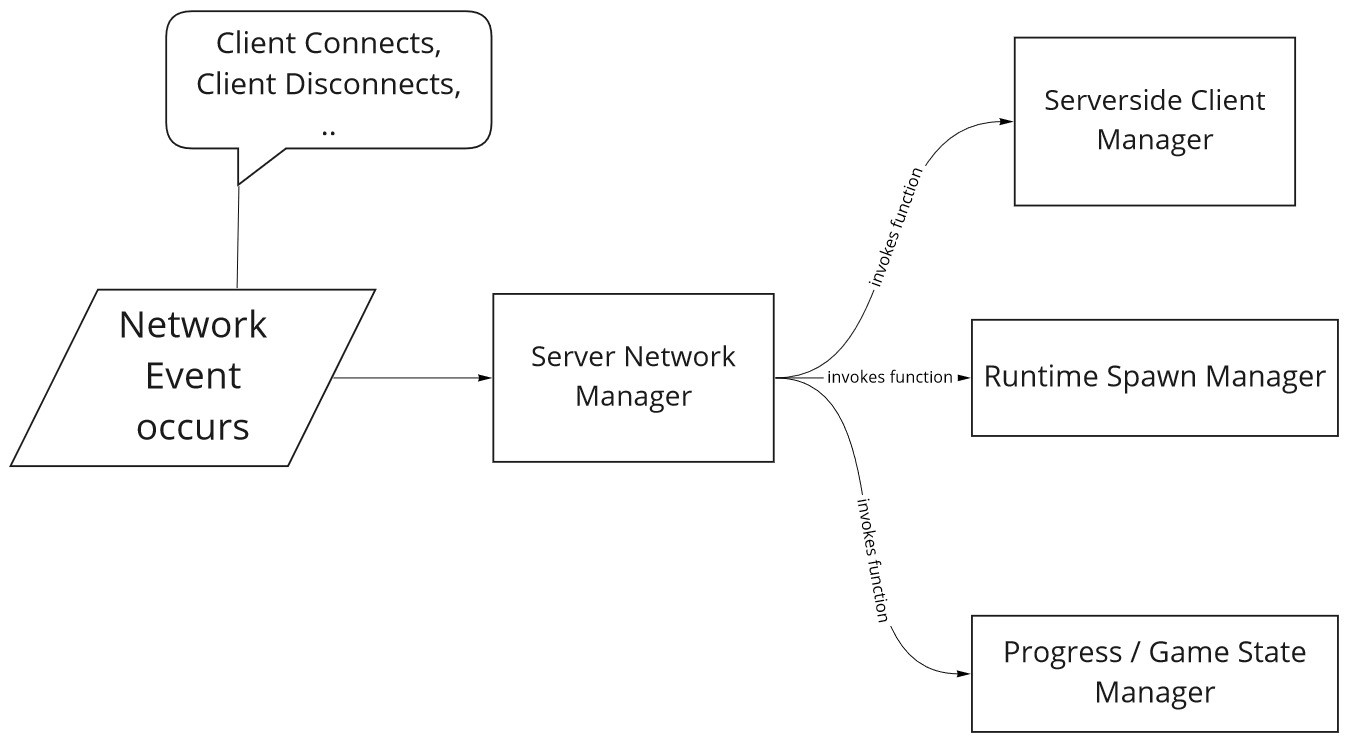 Client Connects,
Client Disconnects,
..
Network
Event
occurs
Server Network
Manager
invokes function
Serverside Client
Manager
invokes function
Runtime Spawn Manager
invokes function
Progress / Game State
Manager